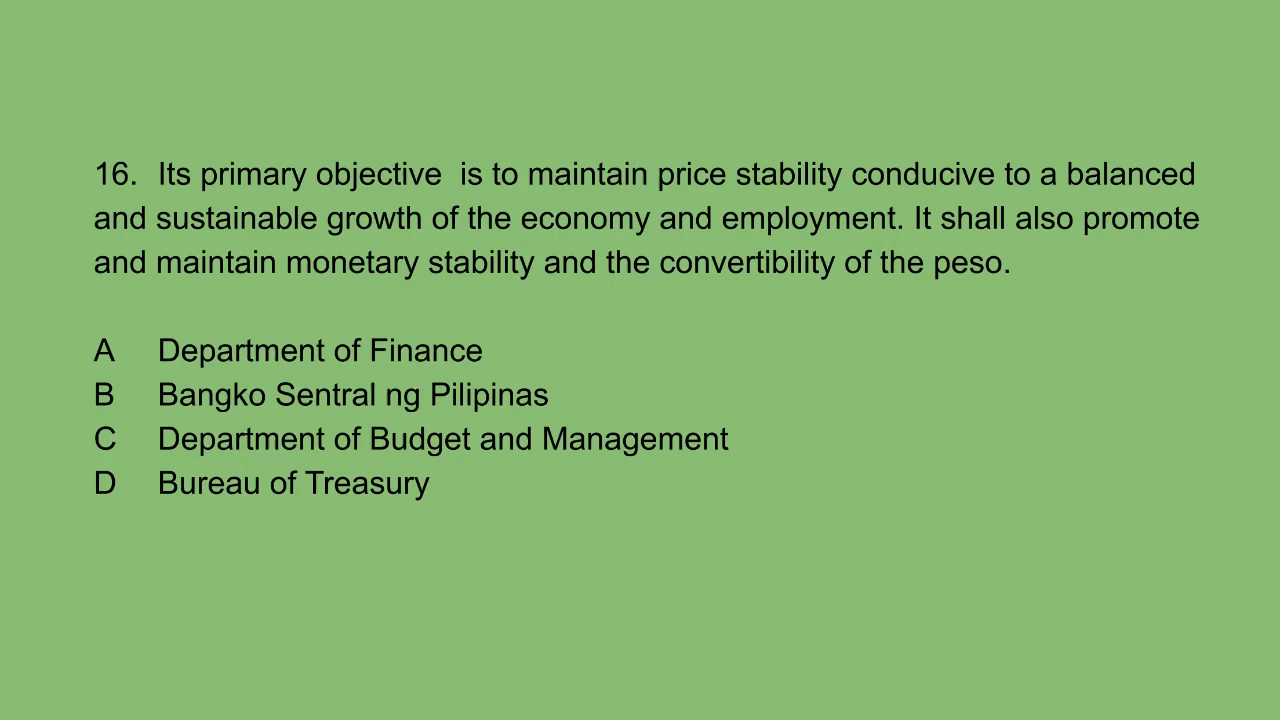 16. Its primary objective  is to maintain price stability conducive to a balanced
and sustainable growth of the economy and employment. It shall also promote
and maintain monetary stability and the convertibility of the peso.
A Department of Finance
B Bangko Sentral ng Pilipinas
C Department of Budget and Management
D Bureau of Treasury